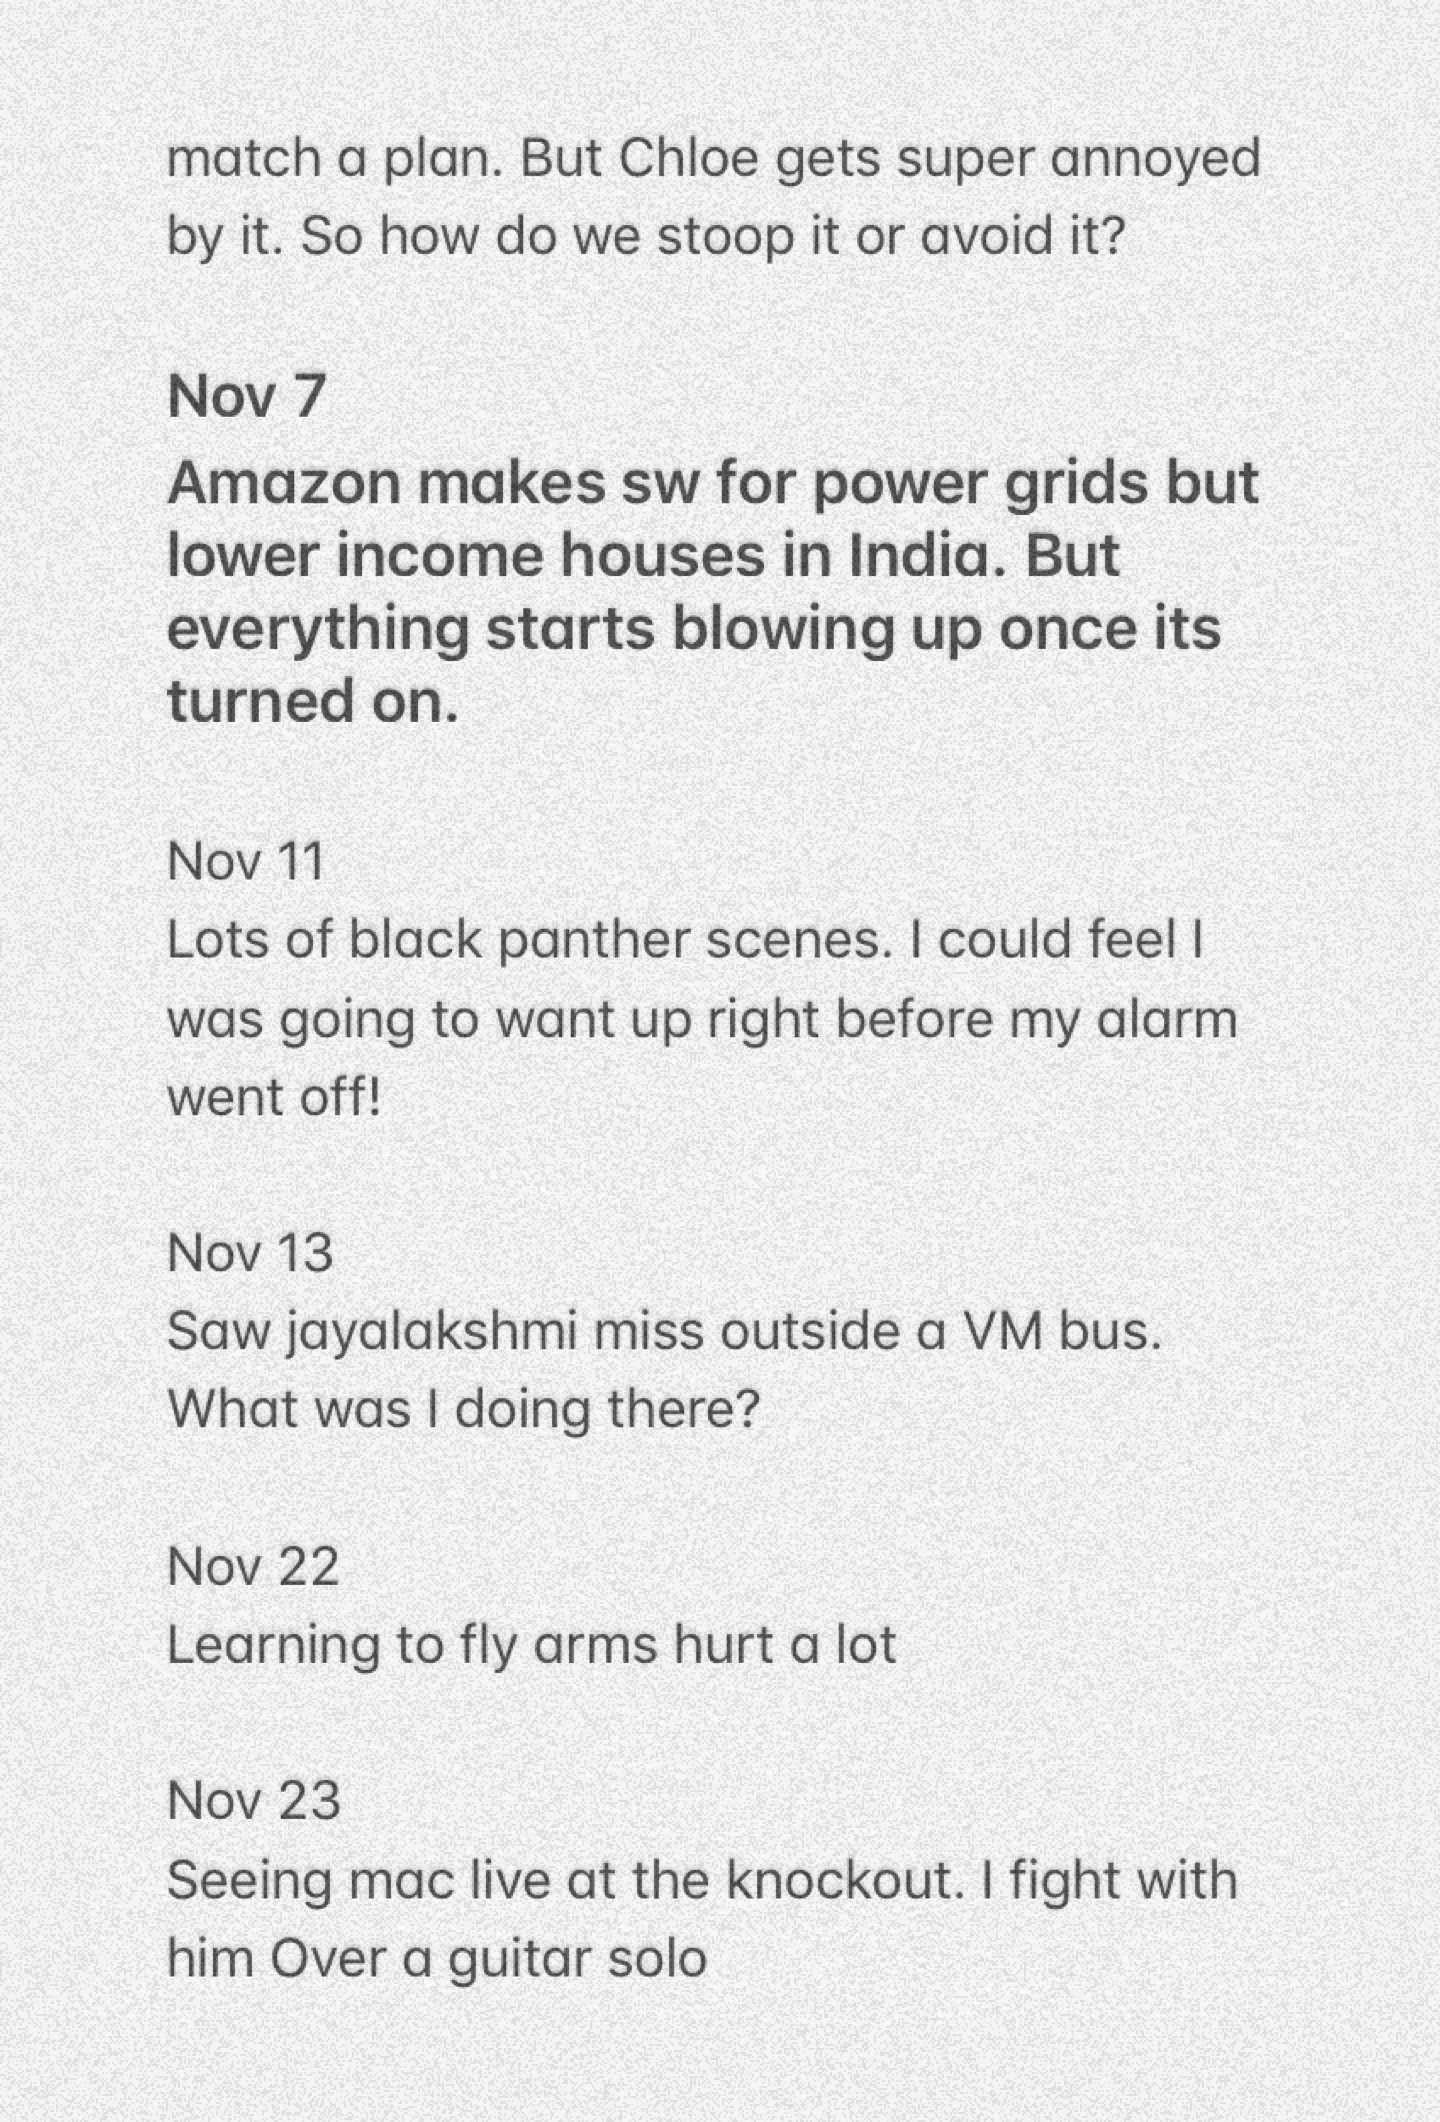 match a plan. But Chloe gets super annoyed
by it. So how do we stoop it or avoid it?
Nov 7
Amazon makes sw for power grids but
lower income houses in India. But
everything starts blowing up once its
turned on.
Nov 11
Lots of black panther scenes. I could feel I
was going to want up right before my alarm
went off!
Nov 13
Saw jayalakshmi miss outside a VM bus.
What was I doing there?
Nov 22
Learning to fly arms hurt a lot
Nov 23
Seeing mac live at the knockout. I fight with
him Over a guitar solo